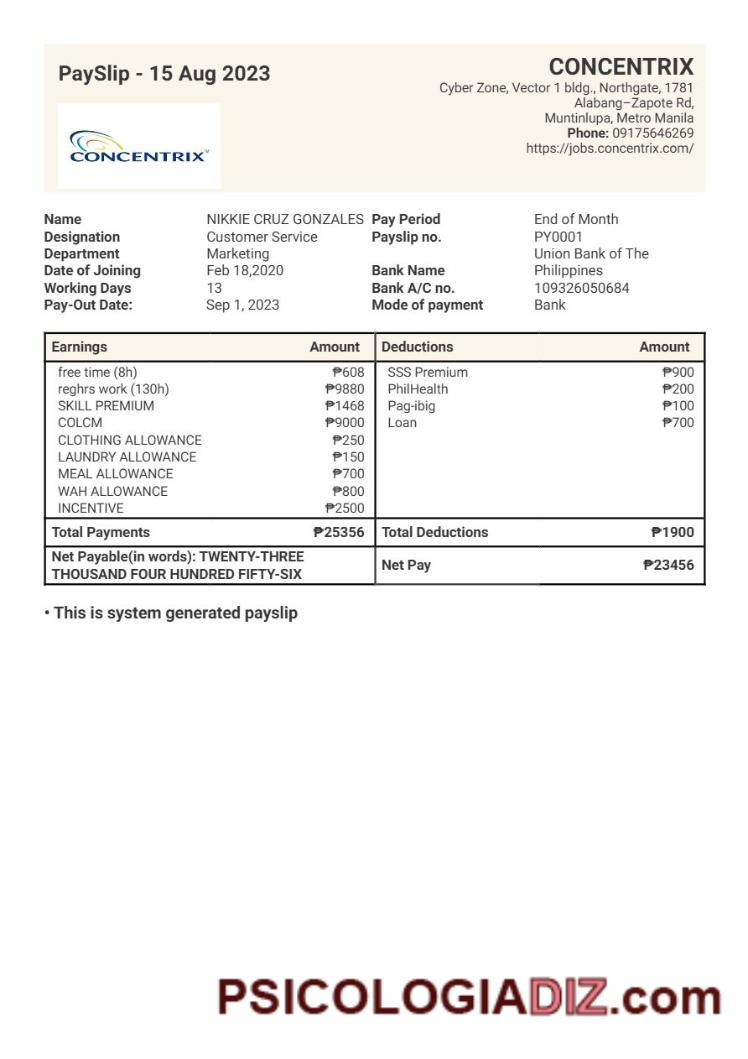 PaySlip - 15 Aug 2023
CONCENTRIX
Cyber Zone, Vector 1 bldg., Northgate, 1781
Alabang–Zapote Rd,
Muntinlupa, Metro Manila
Phone: 09175646269
https://jobs.concentrix.com/
CONCENTRIX
Name NIKKIE CRUZ GONZALES Pay Period End of Month
Designation Customer Service Payslip no. PY0001
Department Marketing Union Bank of The
Date of Joining Feb 18,2020 Bank Name Philippines
Working Days 13 Bank A/C no. 109326050684
Pay-Out Date: Sep 1, 2023 Mode of payment Bank
Earnings Amount Deductions Amount
free time (8h) ₱608 SSS Premium ₱900
reghrs work (130h) ₱9880 PhilHealth ₱200
SKILL PREMIUM ₱1468 Pag-ibig ₱100
COLCM ₱9000 Loan ₱700
CLOTHING ALLOWANCE ₱250
LAUNDRY ALLOWANCE ₱150
MEAL ALLOWANCE ₱700
WAH ALLOWANCE ₱800
INCENTIVE ₱2500
Total Payments ₱25356 Total Deductions ₱1900
Net Payable(in words): TWENTY-THREE
THOUSAND FOUR HUNDRED FIFTY-SIX
Net Pay ₱23456
• This is system generated payslip
PSICOLOGIADIZ.com